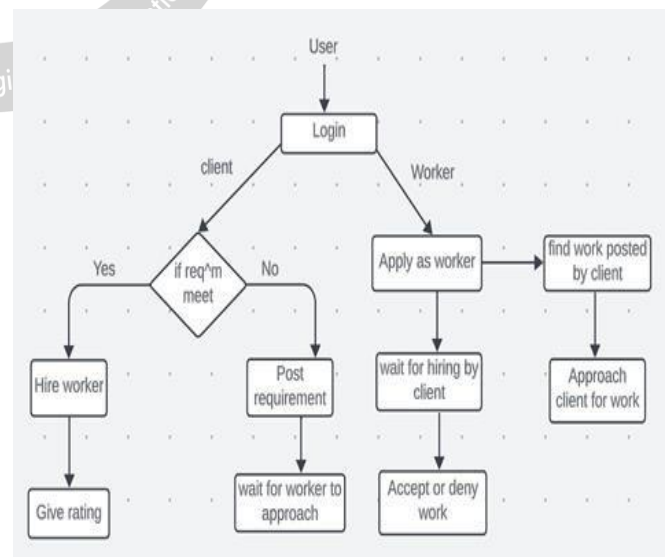 User
Login
client
Worker
if req^m
meet
Yes
No
Apply as worker
find work posted
by client
Hire worker
Post
requirement
wait for hiring by
client
Approach
client for work
Give rating
wait for worker to
approach
Accept or deny
work